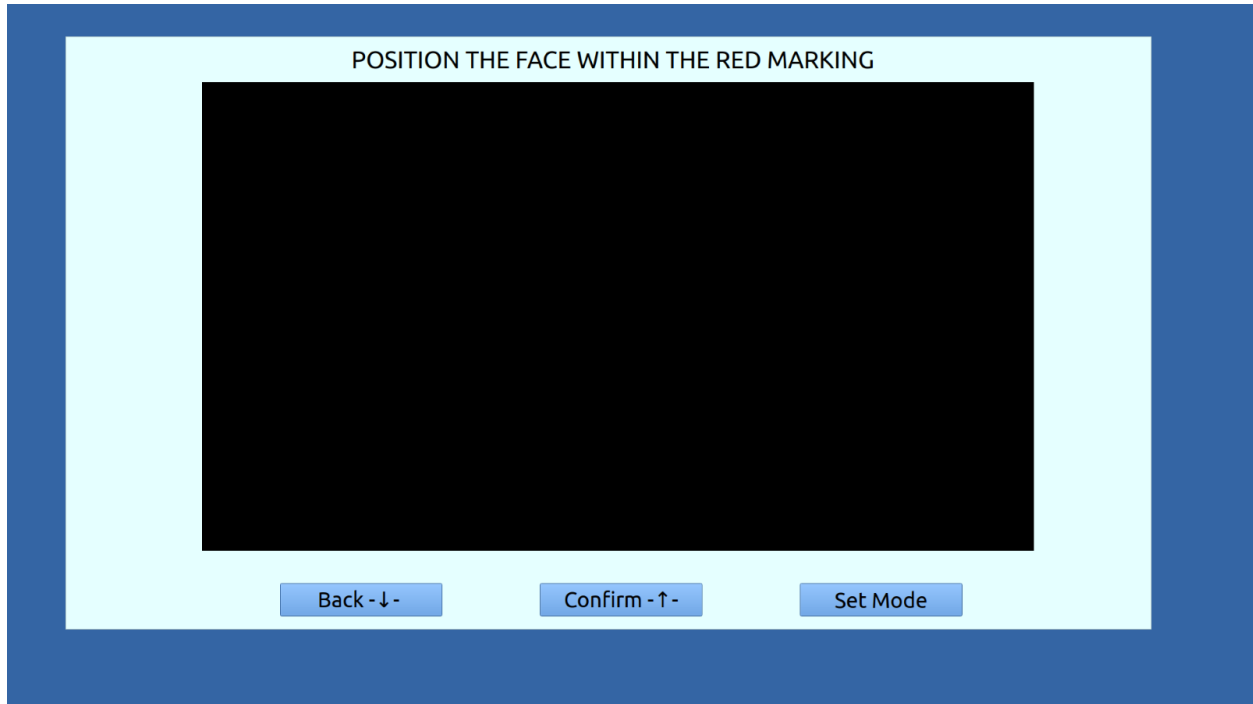 POSITION THE FACE WITHIN THE RED MARKING
Back -↓-
Confirm -↑-
Set Mode